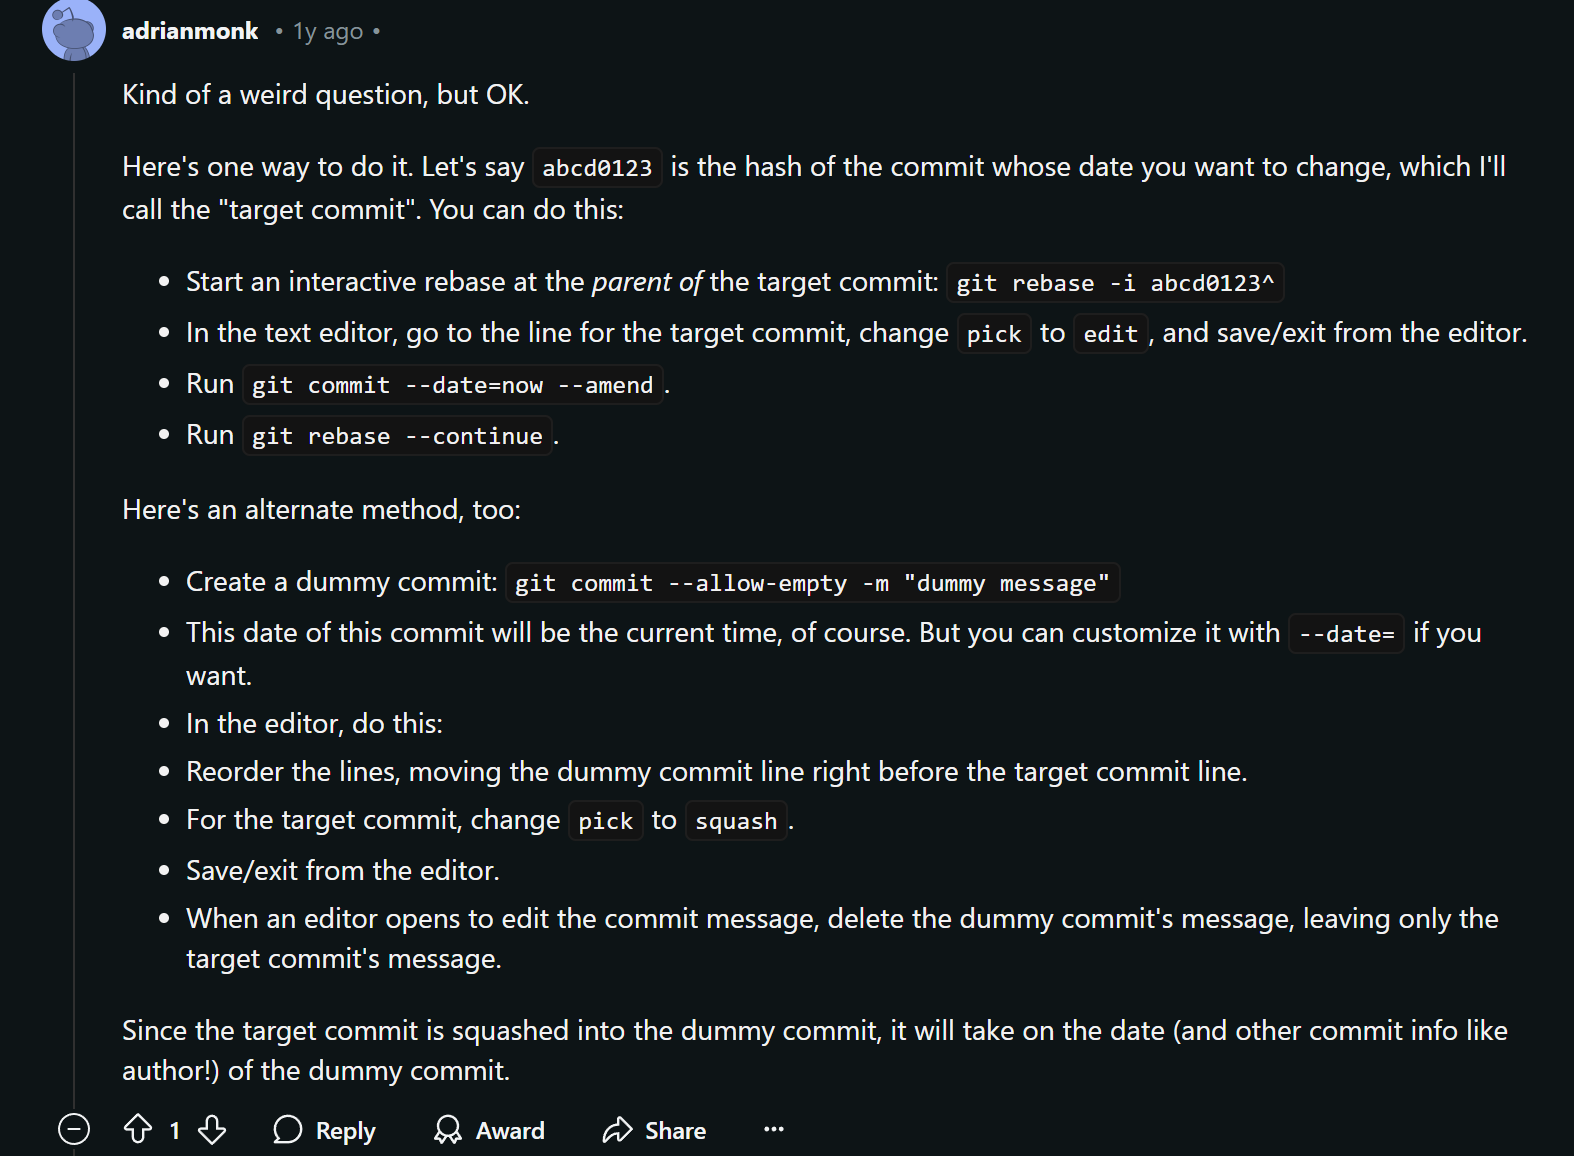 adrianmonk • 1y ago •
Kind of a weird question, but OK.
Here's one way to do it. Let's say abcd0123 is the hash of the commit whose date you want to change, which I'll
call the "target commit". You can do this:
• Start an interactive rebase at the parent of the target commit: git rebase -i abcd0123^
• In the text editor, go to the line for the target commit, change pick to edit, and save/exit from the editor.
• Run git commit --date=now --amend.
• Run git rebase --continue.
Here's an alternate method, too:
• Create a dummy commit: git commit --allow-empty -m "dummy message"
• This date of this commit will be the current time, of course. But you can customize it with --date= if you
want.
• In the editor, do this:
• Reorder the lines, moving the dummy commit line right before the target commit line.
• For the target commit, change pick to squash.
• Save/exit from the editor.
• When an editor opens to edit the commit message, delete the dummy commit's message, leaving only the
target commit's message.
Since the target commit is squashed into the dummy commit, it will take on the date (and other commit info like
author!) of the dummy commit.
1 Reply Award Share